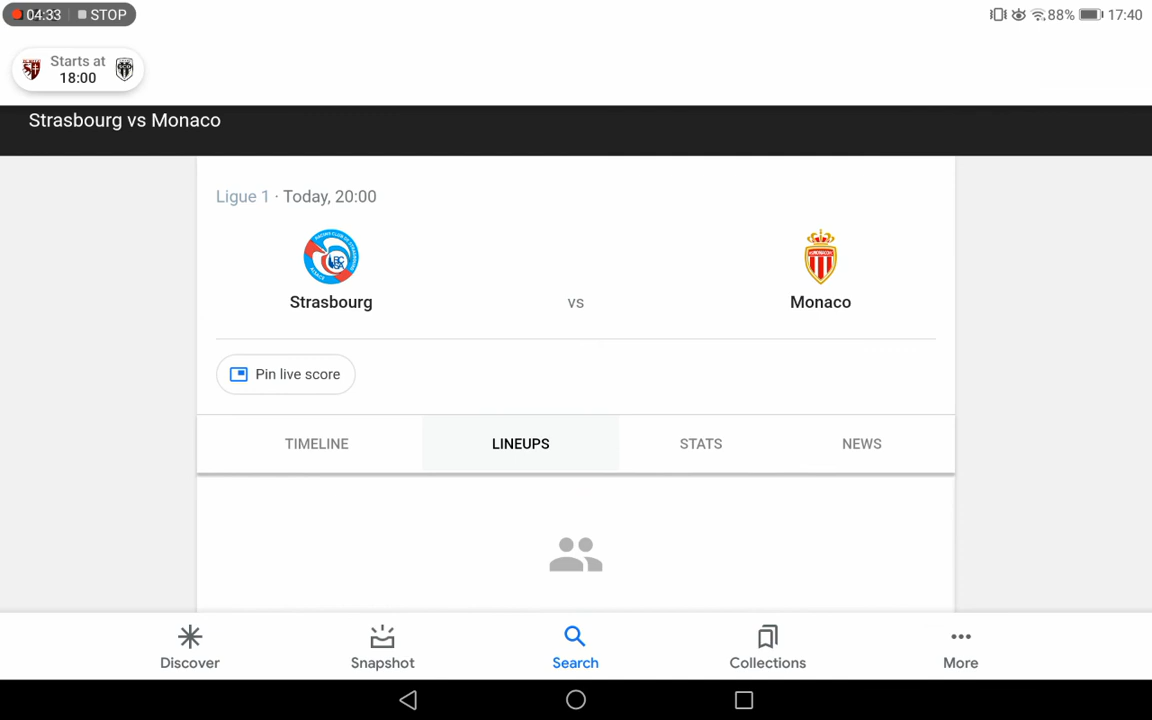 04:33 STOP
88% 17:40
Starts at
18:00
Strasbourg vs Monaco
Ligue 1 · Today, 20:00
Strasbourg vs Monaco
Pin live score
TIMELINE LINEUPS STATS NEWS
Discover Snapshot Search Collections More